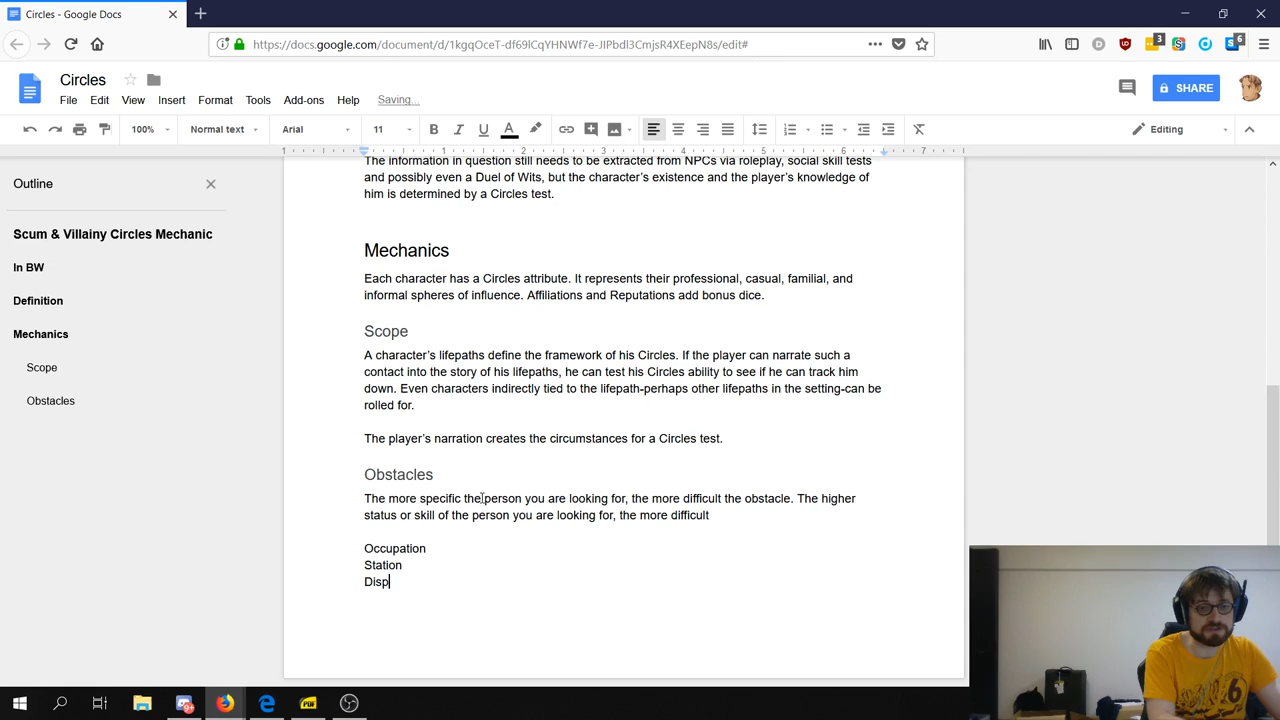 Circles - Google Docs
https://docs.google.com/document/d/1kgqOceT-df69lCqYHNWf7e-JIPbdl3CmjsR4XEepN8s/edit#
3
6
Circles
File Edit View Insert Format Tools Add-ons Help Saving...
SHARE
100% Normal text Arial 11 B I U A Editing
1 1 2 3 4 5 6 7
Outline
Scum & Villainy Circles Mechanic
In BW
Definition
Mechanics
Scope
Obstacles
The information in question still needs to be extracted from NPCs via roleplay, social skill tests
and possibly even a Duel of Wits, but the character's existence and the player's knowledge of
him is determined by a Circles test.
Mechanics
Each character has a Circles attribute. It represents their professional, casual, familial, and
informal spheres of influence. Affiliations and Reputations add bonus dice.
Scope
A character's lifepaths define the framework of his Circles. If the player can narrate such a
contact into the story of his lifepaths, he can test his Circles ability to see if he can track him
down. Even characters indirectly tied to the lifepath-perhaps other lifepaths in the setting-can be
rolled for.
The player's narration creates the circumstances for a Circles test.
Obstacles
The more specific the person you are looking for, the more difficult the obstacle. The higher
status or skill of the person you are looking for, the more difficult
Occupation
Station
Disp